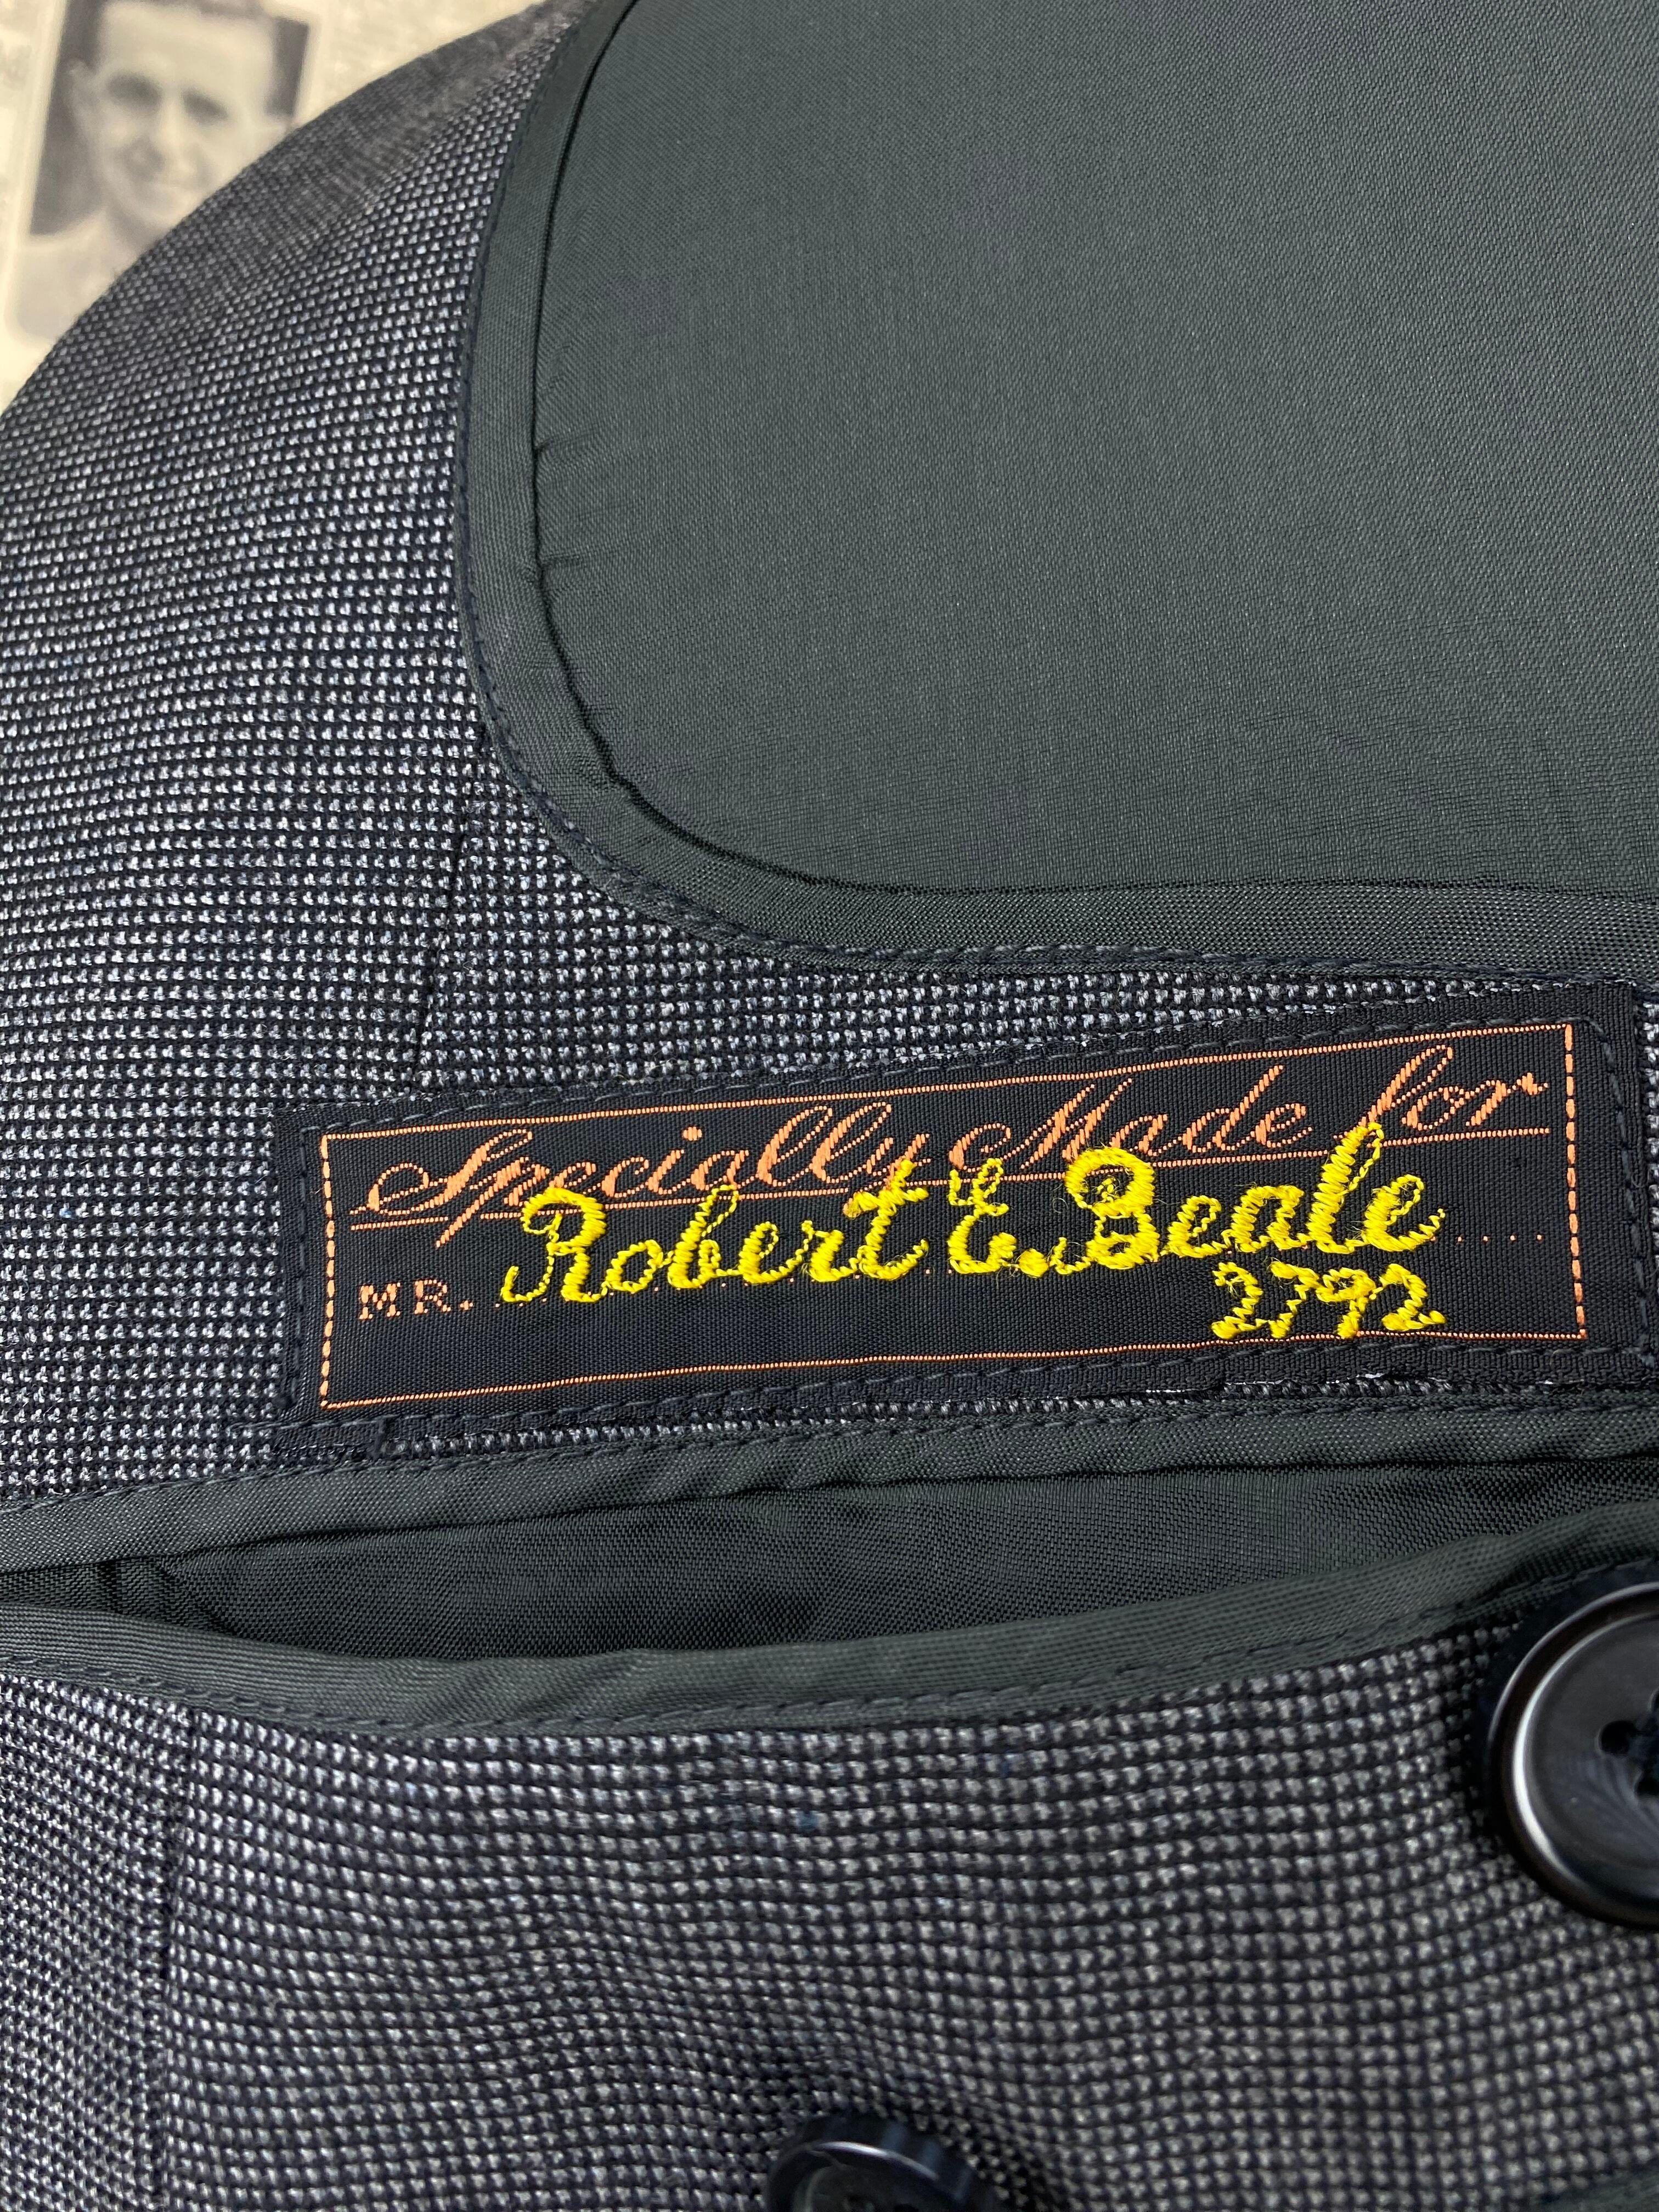 Specially Made for
MR. Robert E. Beale
2792